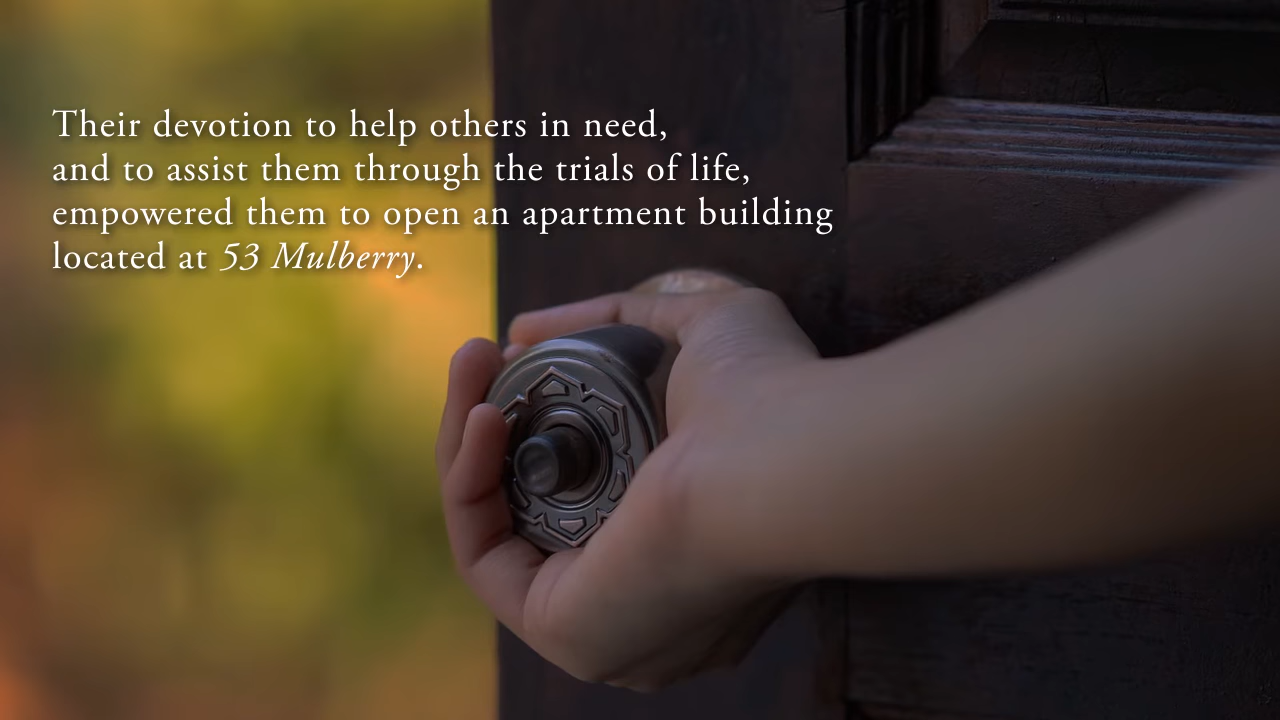 Their devotion to help others in need,
and to assist them through the trials of life,
empowered them to open an apartment building
located at 53 Mulberry.